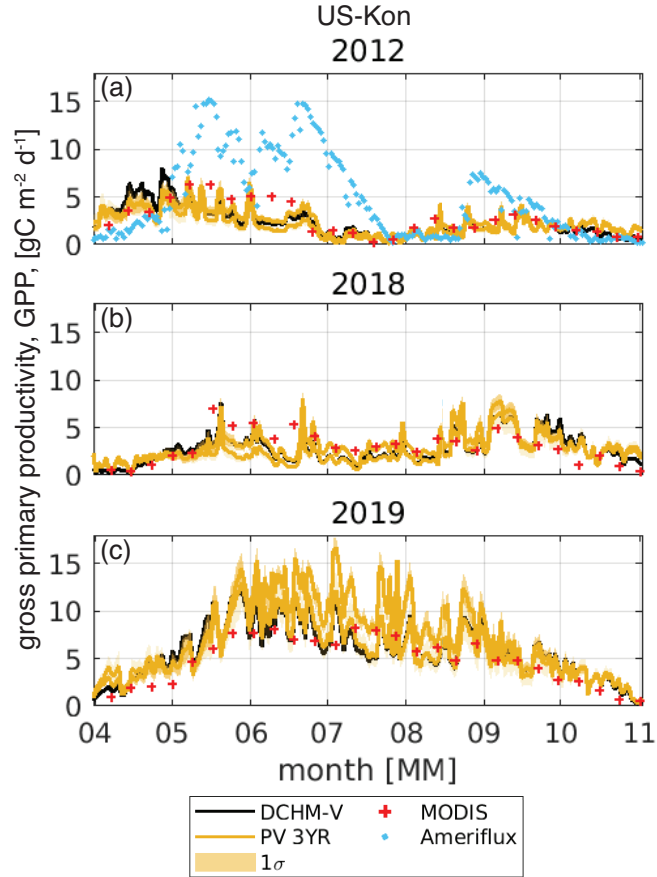 US-Kon
2012
(a)
15
10
5
0
2018
(b)
15
10
5
0
2019
(c)
15
10
5
0
04 05 06 07 08 09 10 11
month [MM]
gross primary productivity, GPP, [gC m⁻² d⁻¹]
DCHM-V
PV 3YR
1σ
MODIS
Ameriflux